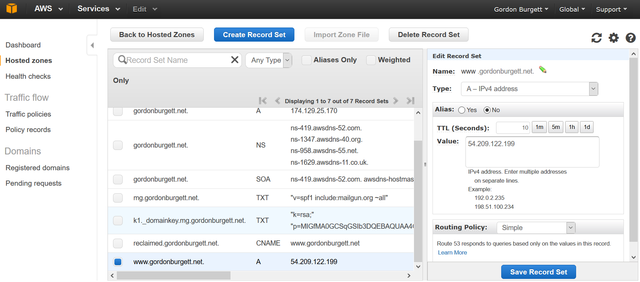 AWS Services Edit Gordon Burgett Global Support
Back to Hosted Zones Create Record Set Import Zone File Delete Record Set
Dashboard
Hosted zones
Health checks
Traffic flow
Traffic policies
Policy records
Domains
Registered domains
Pending requests
Record Set Name Any Type Aliases Only Weighted
Only
Displaying 1 to 7 out of 7 Record Sets
gordonburgett.net. A 174.129.25.170
gordonburgett.net. NS
ns-419.awsdns-52.com.
ns-1347.awsdns-40.org.
ns-958.awsdns-55.net.
ns-1629.awsdns-11.co.uk.
gordonburgett.net. SOA ns-419.awsdns-52.com. awsdns-hostmas
mg.gordonburgett.net. TXT "v=spf1 include:mailgun.org ~all"
k1._domainkey.mg.gordonburgett.net. TXT
"k=rsa;"
"p=MIGfMA0GCSqGSIb3DQEBAQUAA4
reclaimed.gordonburgett.net. CNAME www.gordonburgett.net
www.gordonburgett.net. A 54.209.122.199
Edit Record Set
Name: www .gordonburgett.net.
Type: A – IPv4 address
Alias: Yes No
TTL (Seconds): 10 1m 5m 1h 1d
Value: 54.209.122.199
IPv4 address. Enter multiple addresses
on separate lines.
Example:
192.0.2.235
198.51.100.234
Routing Policy: Simple
Route 53 responds to queries based only on the values in this record.
Learn More
Save Record Set